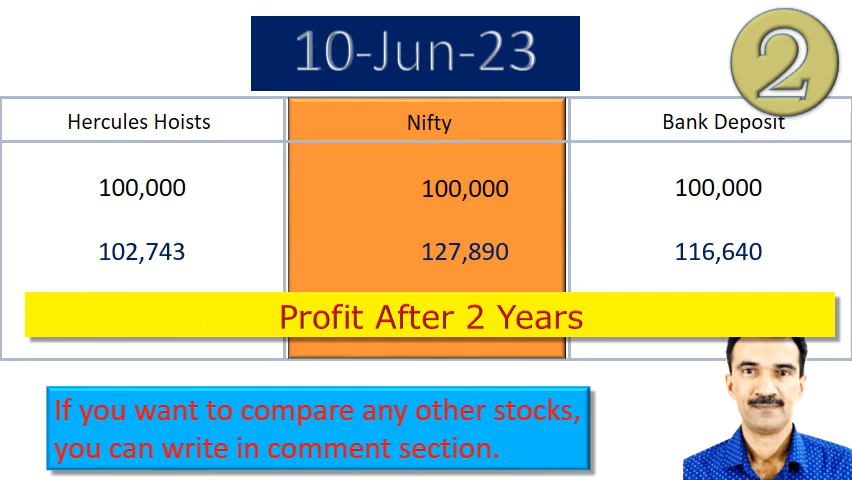 10-Jun-23
2
Hercules Hoists Nifty Bank Deposit
100,000 100,000 100,000
102,743 127,890 116,640
Profit After 2 Years
If you want to compare any other stocks,
you can write in comment section.